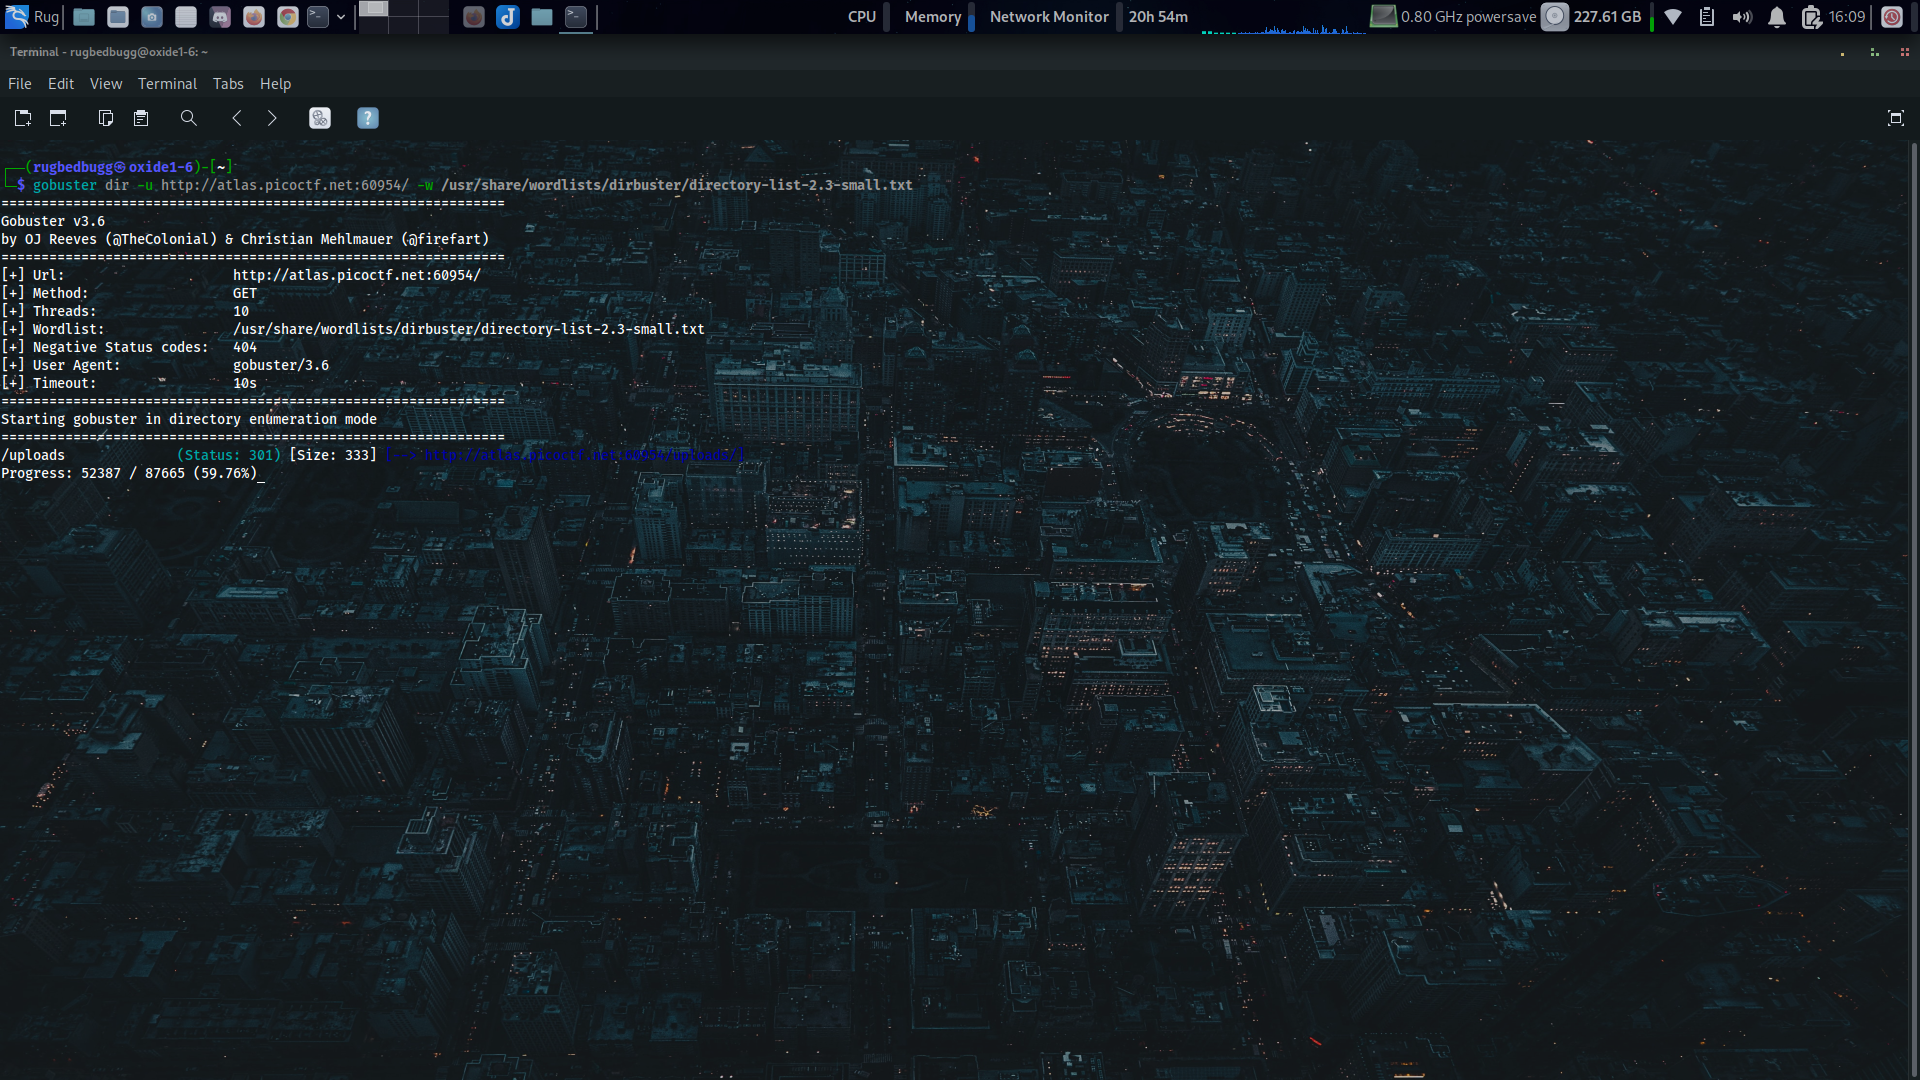 Rug
CPU
Memory
Network Monitor
20h 54m
0.80 GHz powersave
227.61 GB
16:09
Terminal - rugbedbugg@oxide1-6: ~
File Edit View Terminal Tabs Help
┌──(rugbedbugg㉿oxide1-6)-[~]
└─$ gobuster dir -u http://atlas.picoctf.net:60954/ -w /usr/share/wordlists/dirbuster/directory-list-2.3-small.txt
===============================================================
Gobuster v3.6
by OJ Reeves (@TheColonial) & Christian Mehlmauer (@firefart)
===============================================================
[+] Url:                     http://atlas.picoctf.net:60954/
[+] Method:                  GET
[+] Threads:                 10
[+] Wordlist:                /usr/share/wordlists/dirbuster/directory-list-2.3-small.txt
[+] Negative Status codes:   404
[+] User Agent:              gobuster/3.6
[+] Timeout:                 10s
===============================================================
Starting gobuster in directory enumeration mode
===============================================================
/uploads              (Status: 301) [Size: 333] [--> http://atlas.picoctf.net:60954/uploads/]
Progress: 52387 / 87665 (59.76%)_